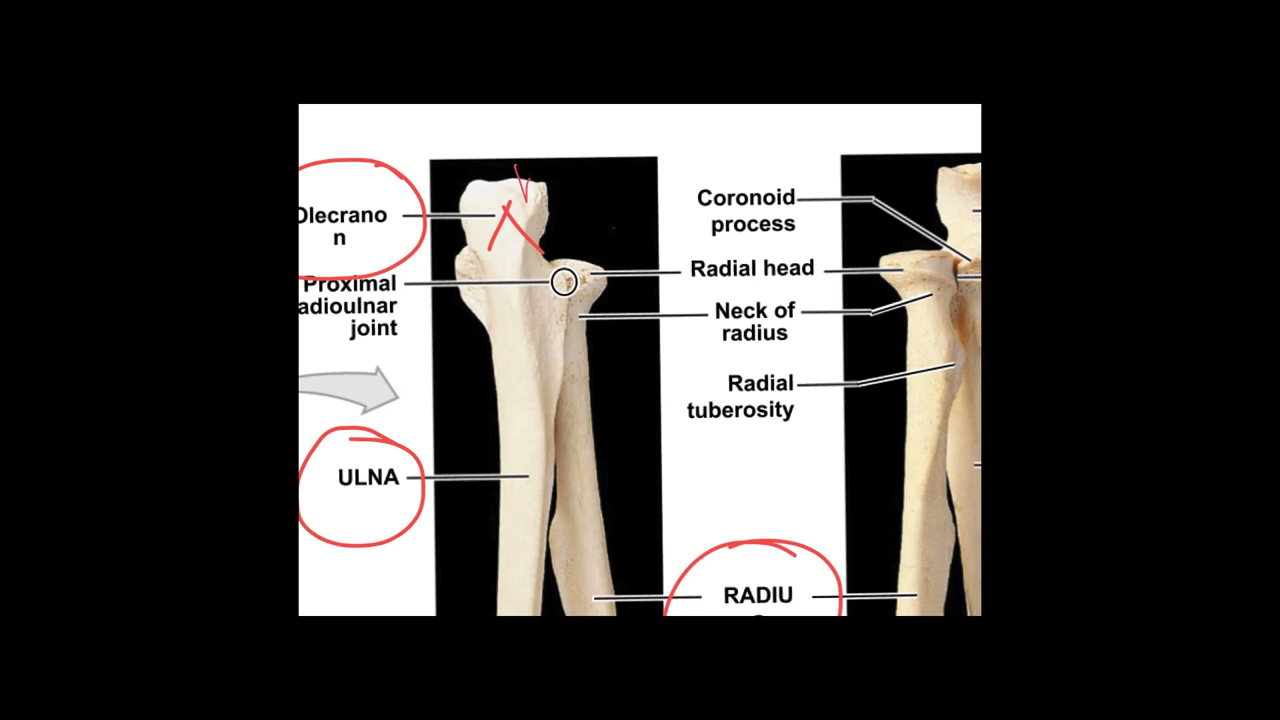 Olecrano
n
Proximal
adioulnar
joint
ULNA
Coronoid
process
Radial head
Neck of
radius
Radial
tuberosity
RADIU